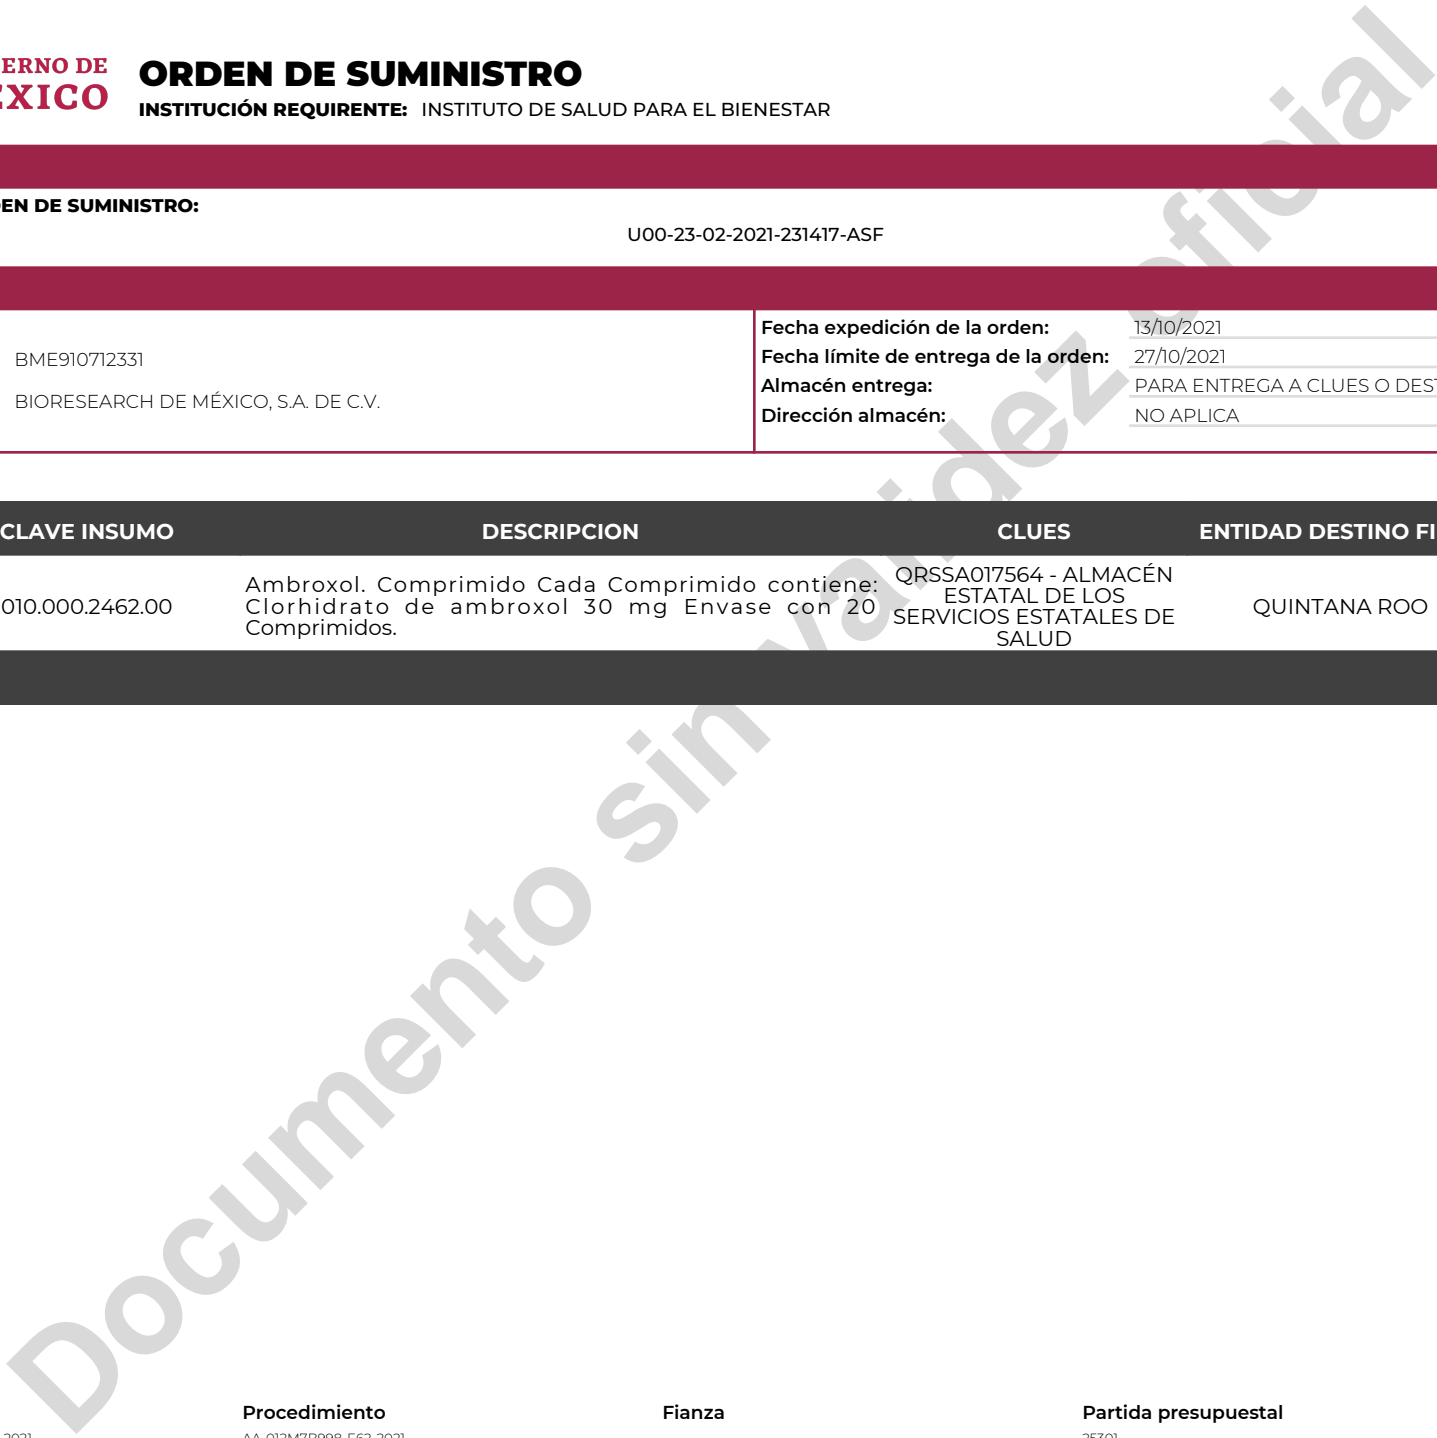 ERNO DE
ÉXICO
ORDEN DE SUMINISTRO
INSTITUCIÓN REQUIRENTE: INSTITUTO DE SALUD PARA EL BIENESTAR
EN DE SUMINISTRO:
U00-23-02-2021-231417-ASF
BME910712331
BIORESEARCH DE MÉXICO, S.A. DE C.V.
Fecha expedición de la orden: 13/10/2021
Fecha límite de entrega de la orden: 27/10/2021
Almacén entrega: PARA ENTREGA A CLUES O DEST
Dirección almacén: NO APLICA
CLAVE INSUMO DESCRIPCION CLUES ENTIDAD DESTINO FI
010.000.2462.00
Ambroxol. Comprimido Cada Comprimido contiene:
Clorhidrato de ambroxol 30 mg Envase con 20
Comprimidos.
QRSSA017564 - ALMACÉN
ESTATAL DE LOS
SERVICIOS ESTATALES DE
SALUD
QUINTANA ROO
Documento sin validez oficial
Procedimiento Fianza Partida presupuestal